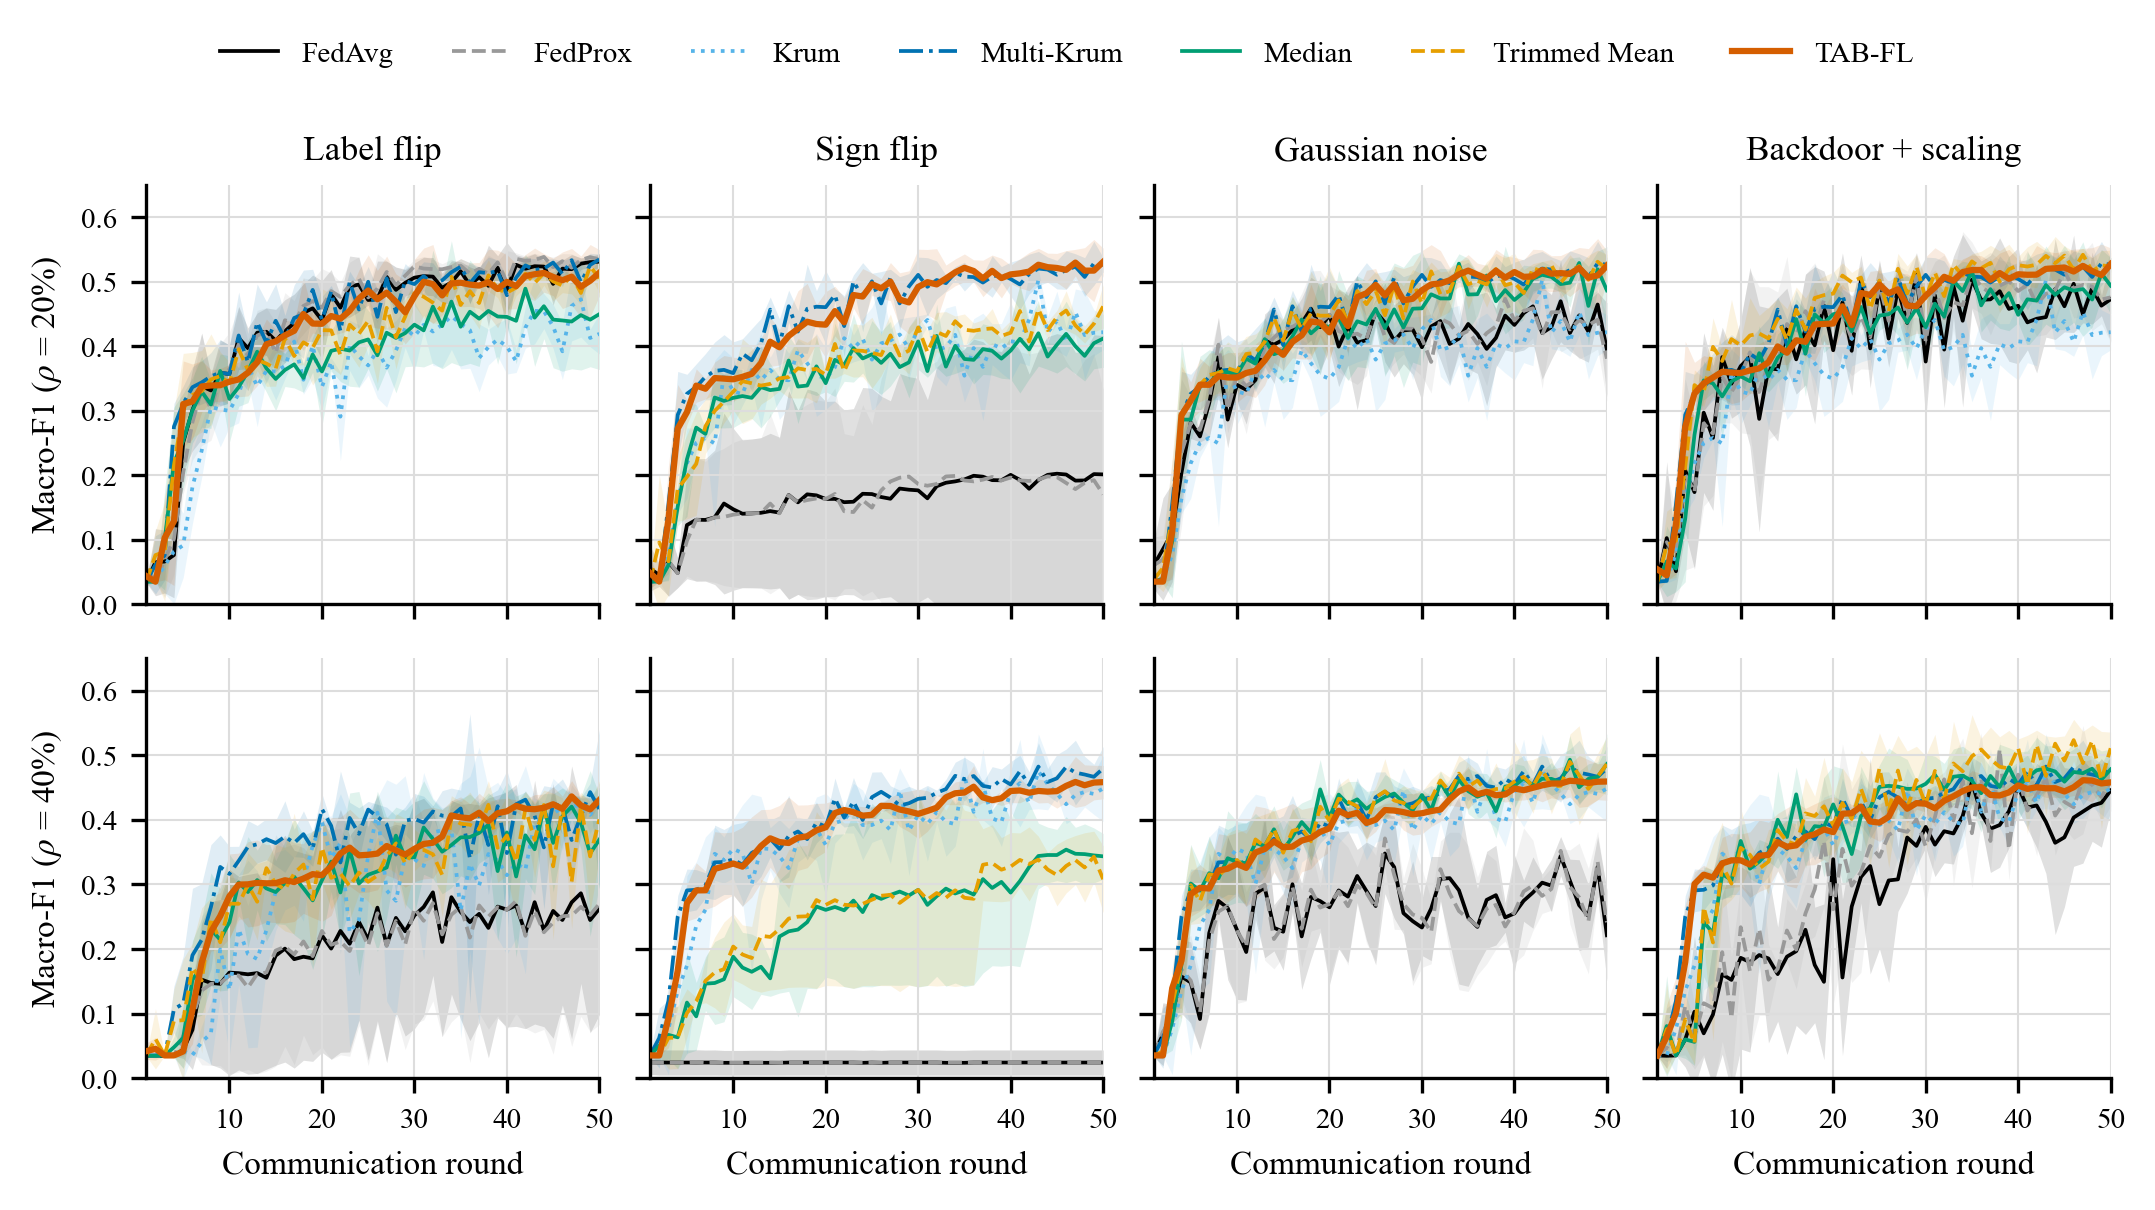 FedAvg FedProx Krum Multi-Krum Median Trimmed Mean TAB-FL
Label flip Sign flip Gaussian noise Backdoor + scaling
Macro-F1 (ρ = 20%)
0.6
0.5
0.4
0.3
0.2
0.1
0.0
Macro-F1 (ρ = 40%)
0.6
0.5
0.4
0.3
0.2
0.1
0.0
10 20 30 40 50 10 20 30 40 50 10 20 30 40 50 10 20 30 40 50
Communication round Communication round Communication round Communication round